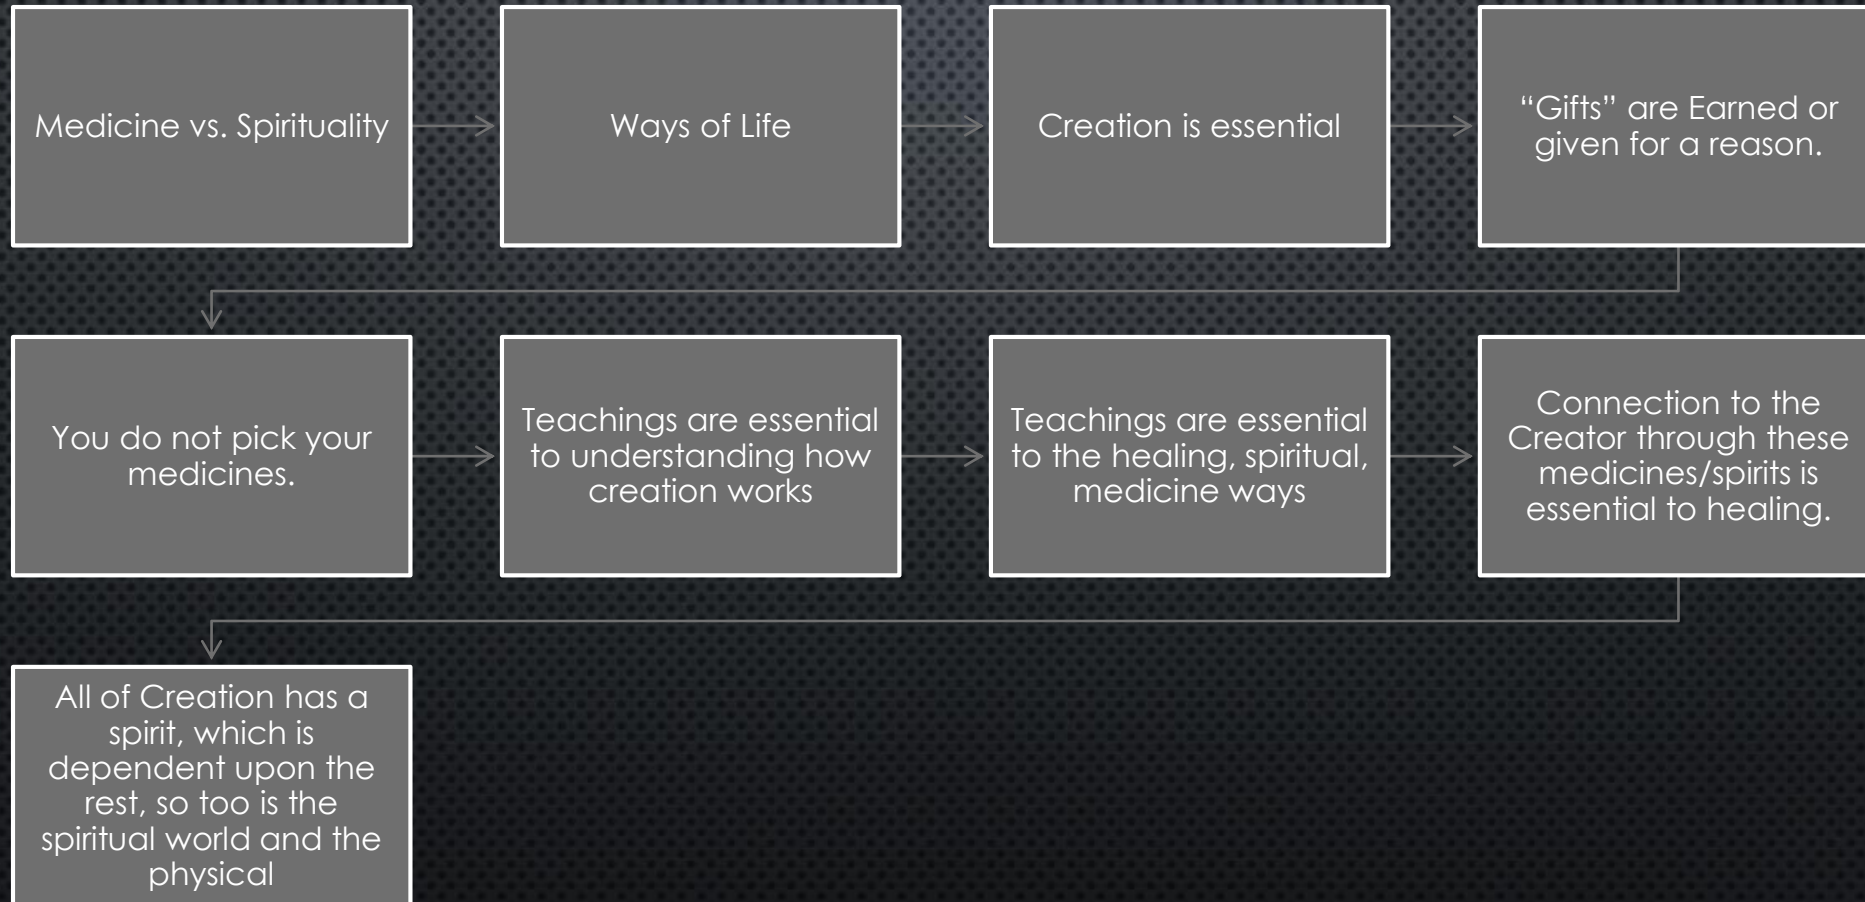 Medicine vs. Spirituality
Ways of Life
Creation is essential
“Gifts” are Earned or
given for a reason.
You do not pick your
medicines.
Teachings are essential
to understanding how
creation works
Teachings are essential
to the healing, spiritual,
medicine ways
Connection to the
Creator through these
medicines/spirits is
essential to healing.
All of Creation has a
spirit, which is
dependent upon the
rest, so too is the
spiritual world and the
physical